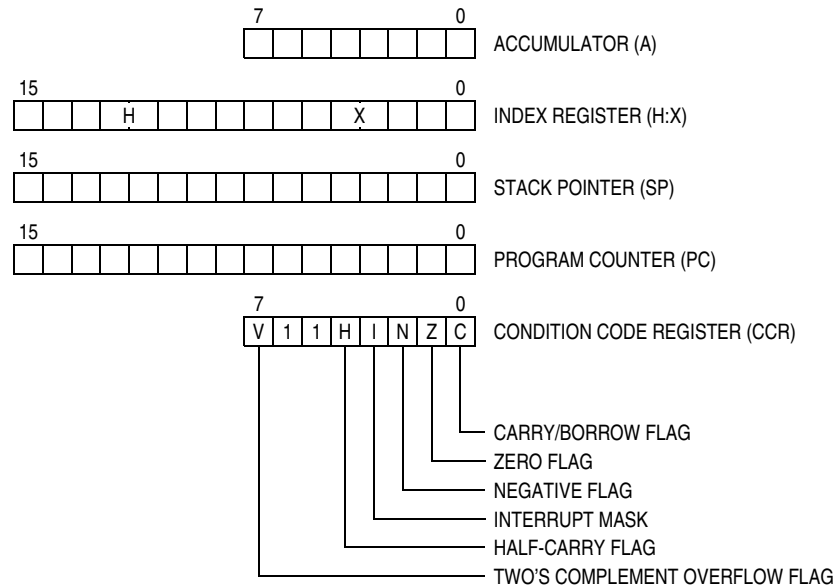 7 0
ACCUMULATOR (A)
15 0
H X INDEX REGISTER (H:X)
15 0
STACK POINTER (SP)
15 0
PROGRAM COUNTER (PC)
7 0
V 1 1 H I N Z C CONDITION CODE REGISTER (CCR)
CARRY/BORROW FLAG
ZERO FLAG
NEGATIVE FLAG
INTERRUPT MASK
HALF-CARRY FLAG
TWO'S COMPLEMENT OVERFLOW FLAG